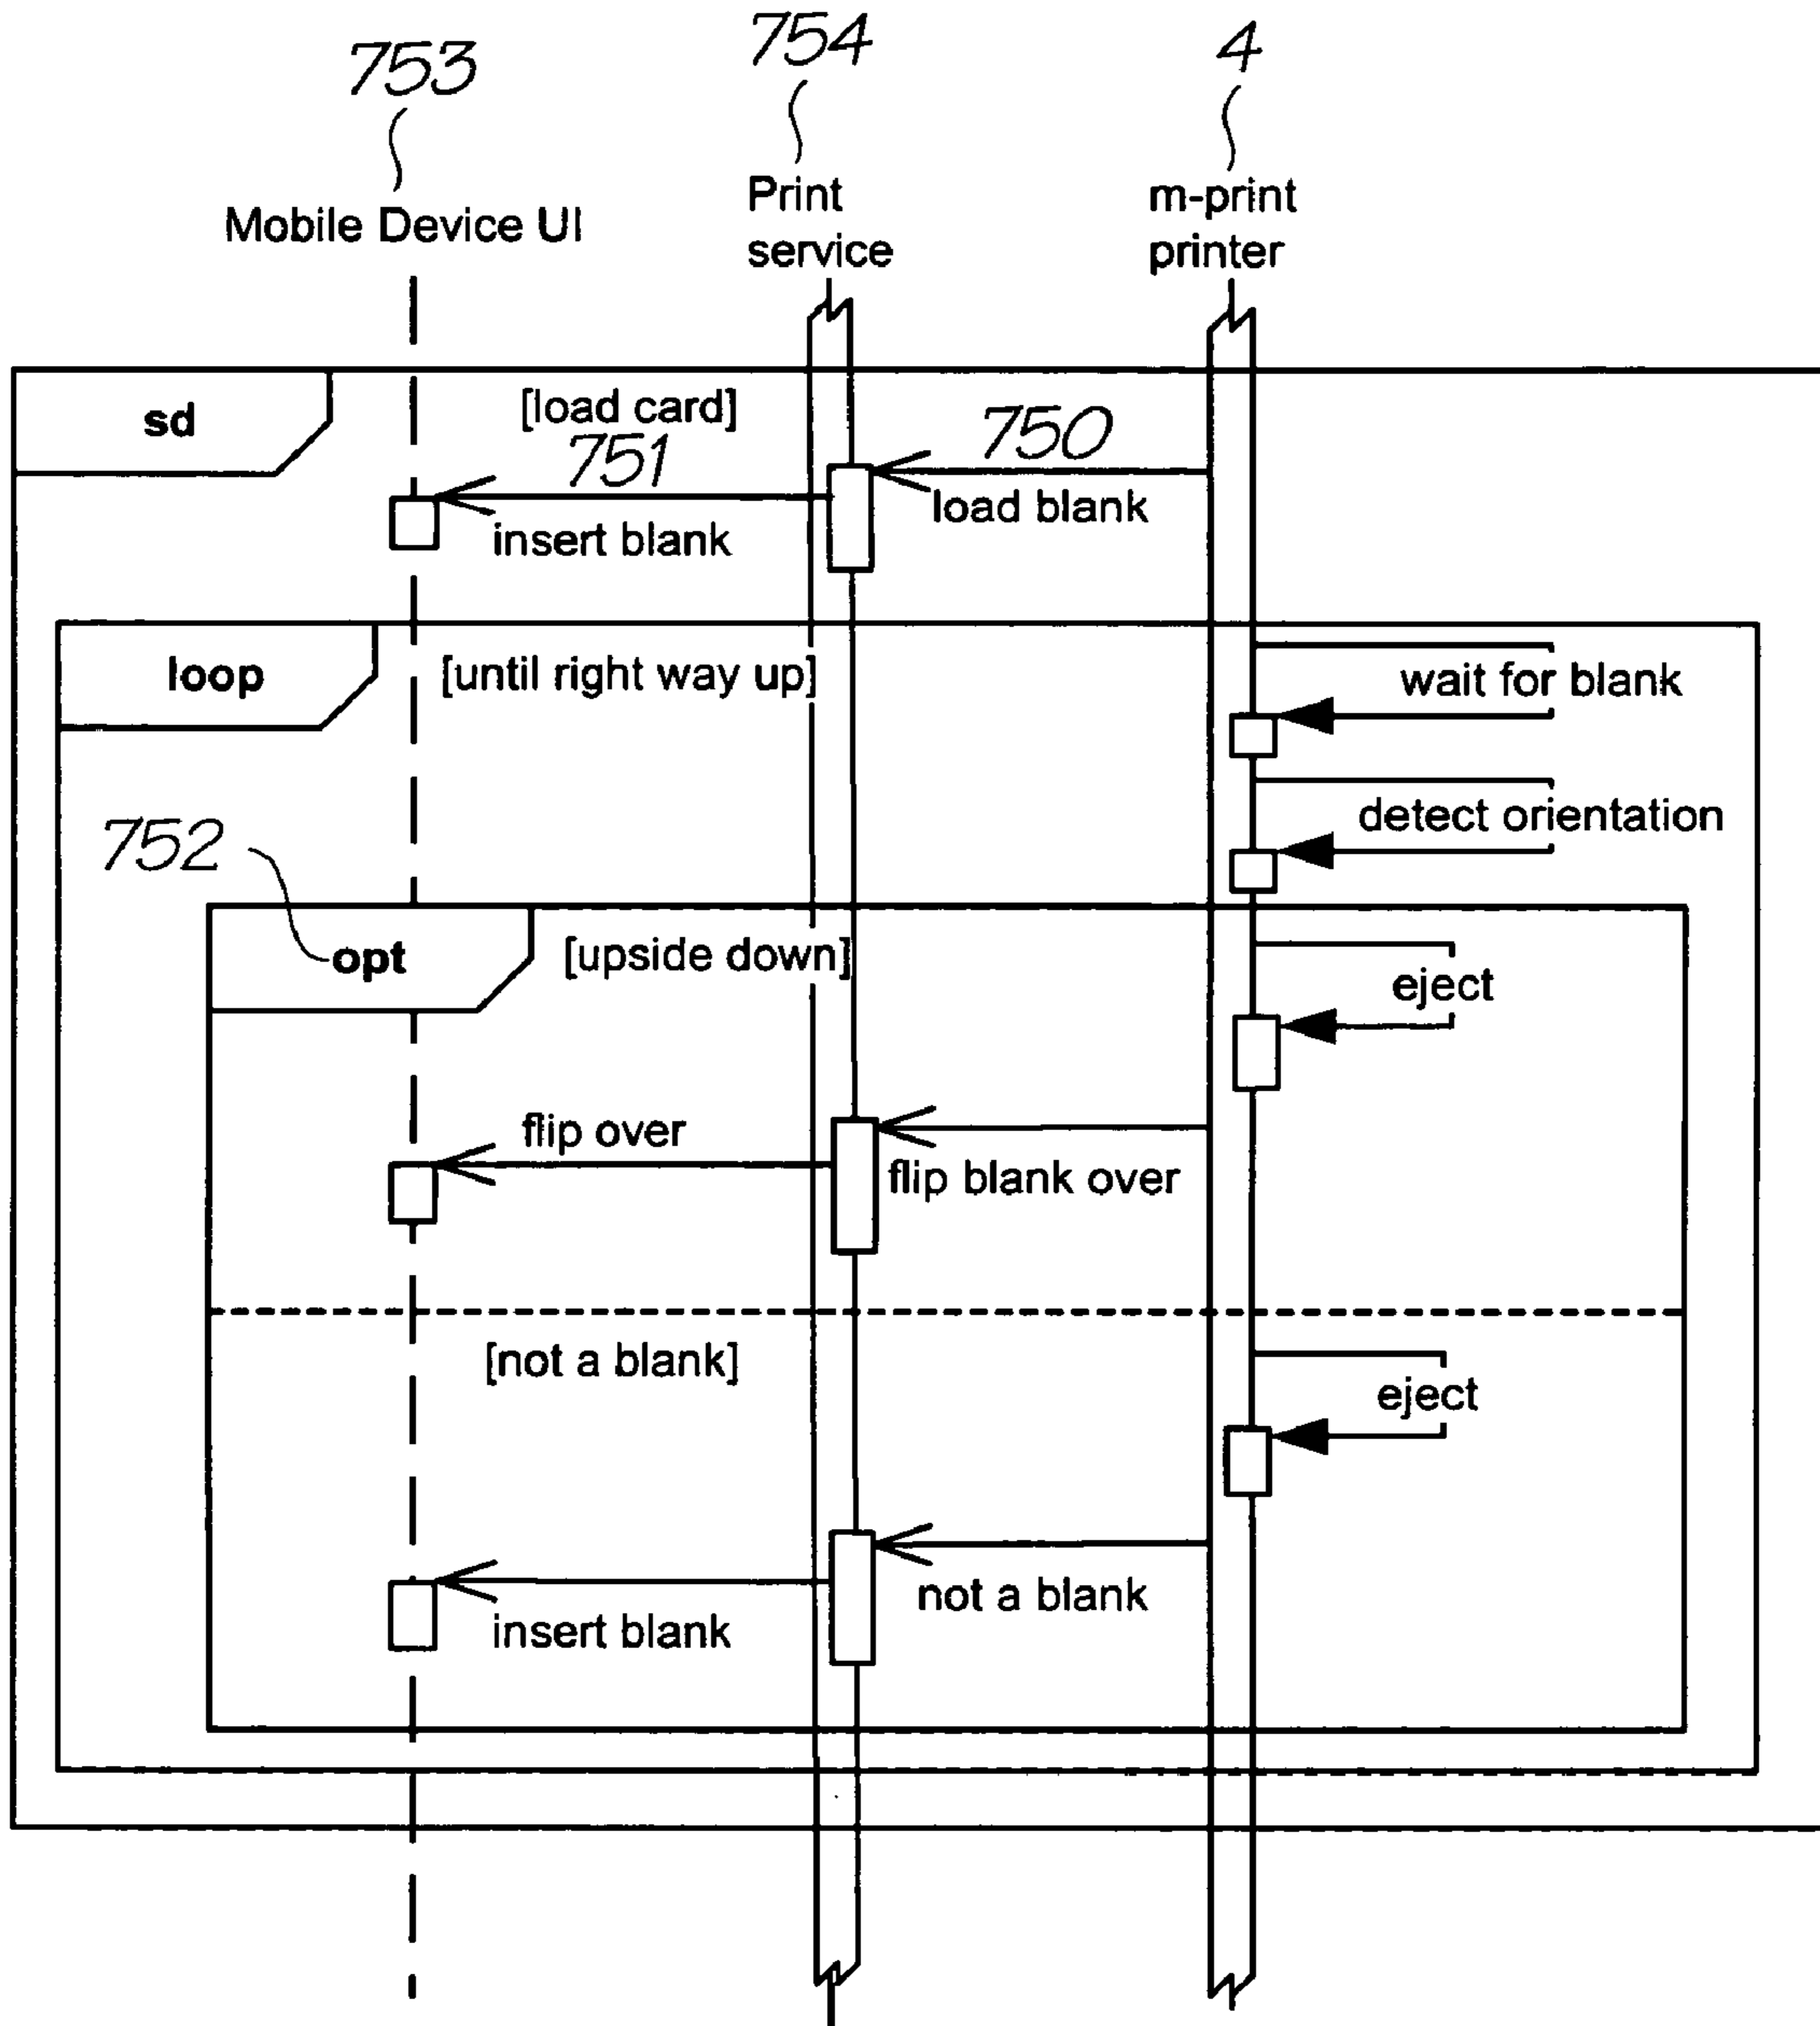 753
754
4
Mobile Device UI
Print
service
m-print
printer
sd
[load card]
751
750
insert blank
load blank
loop
[until right way up]
wait for blank
detect orientation
752
opt
[upside down]
eject
flip over
flip blank over
[not a blank]
eject
insert blank
not a blank